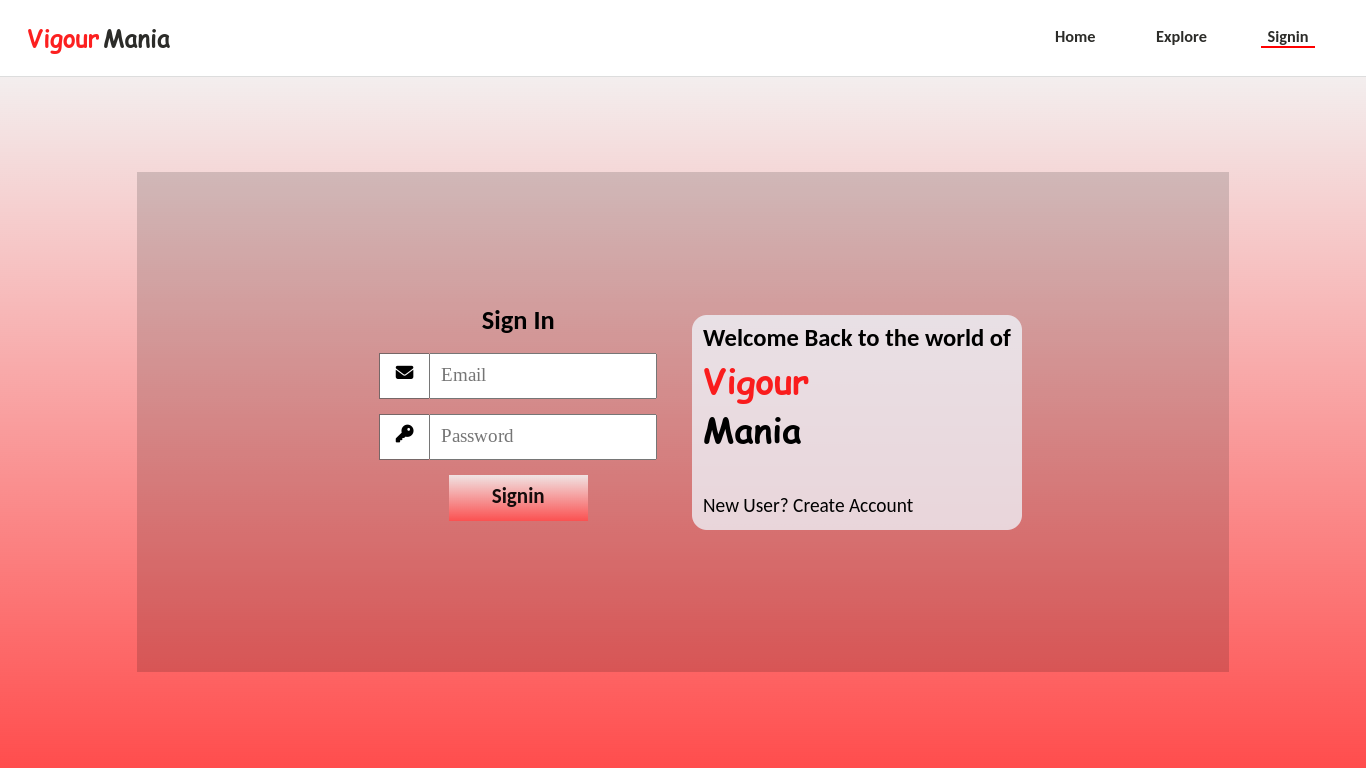 Vigour Mania
Home
Explore
Signin
Sign In
Email
Password
Signin
Welcome Back to the world of
Vigour
Mania
New User? Create Account